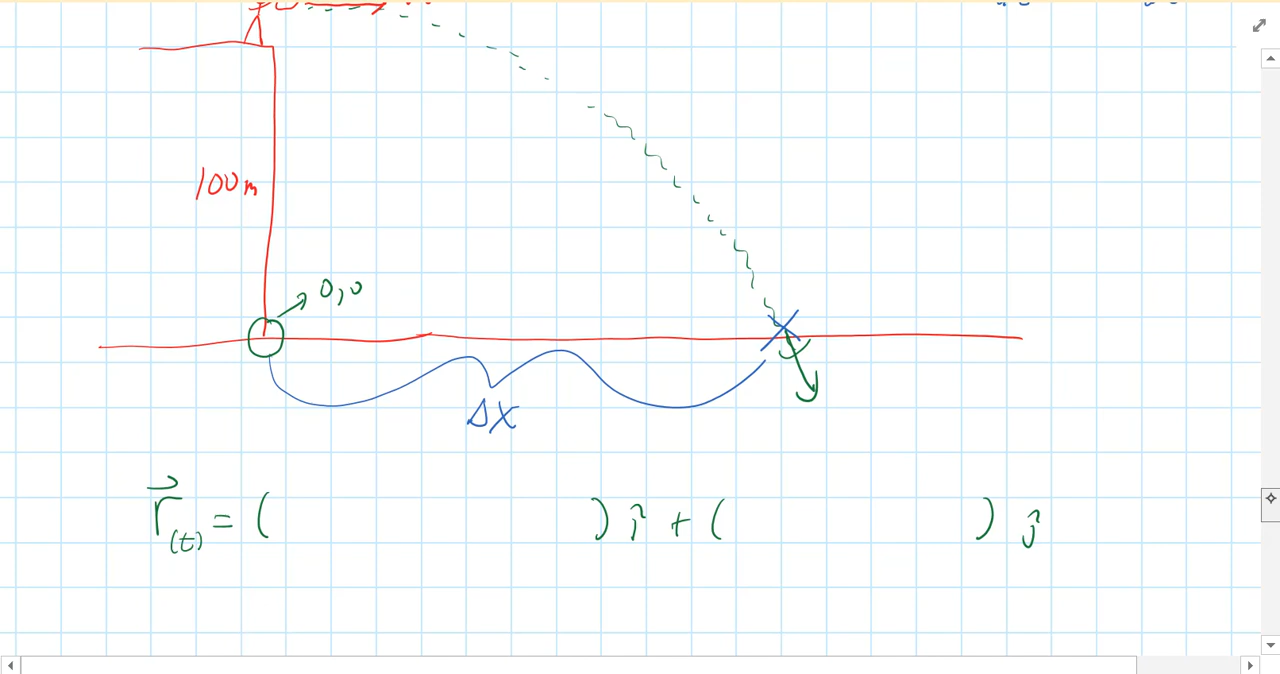 100m
0,0
Δx
r⃗(t) = ( ) î + ( ) ĵ